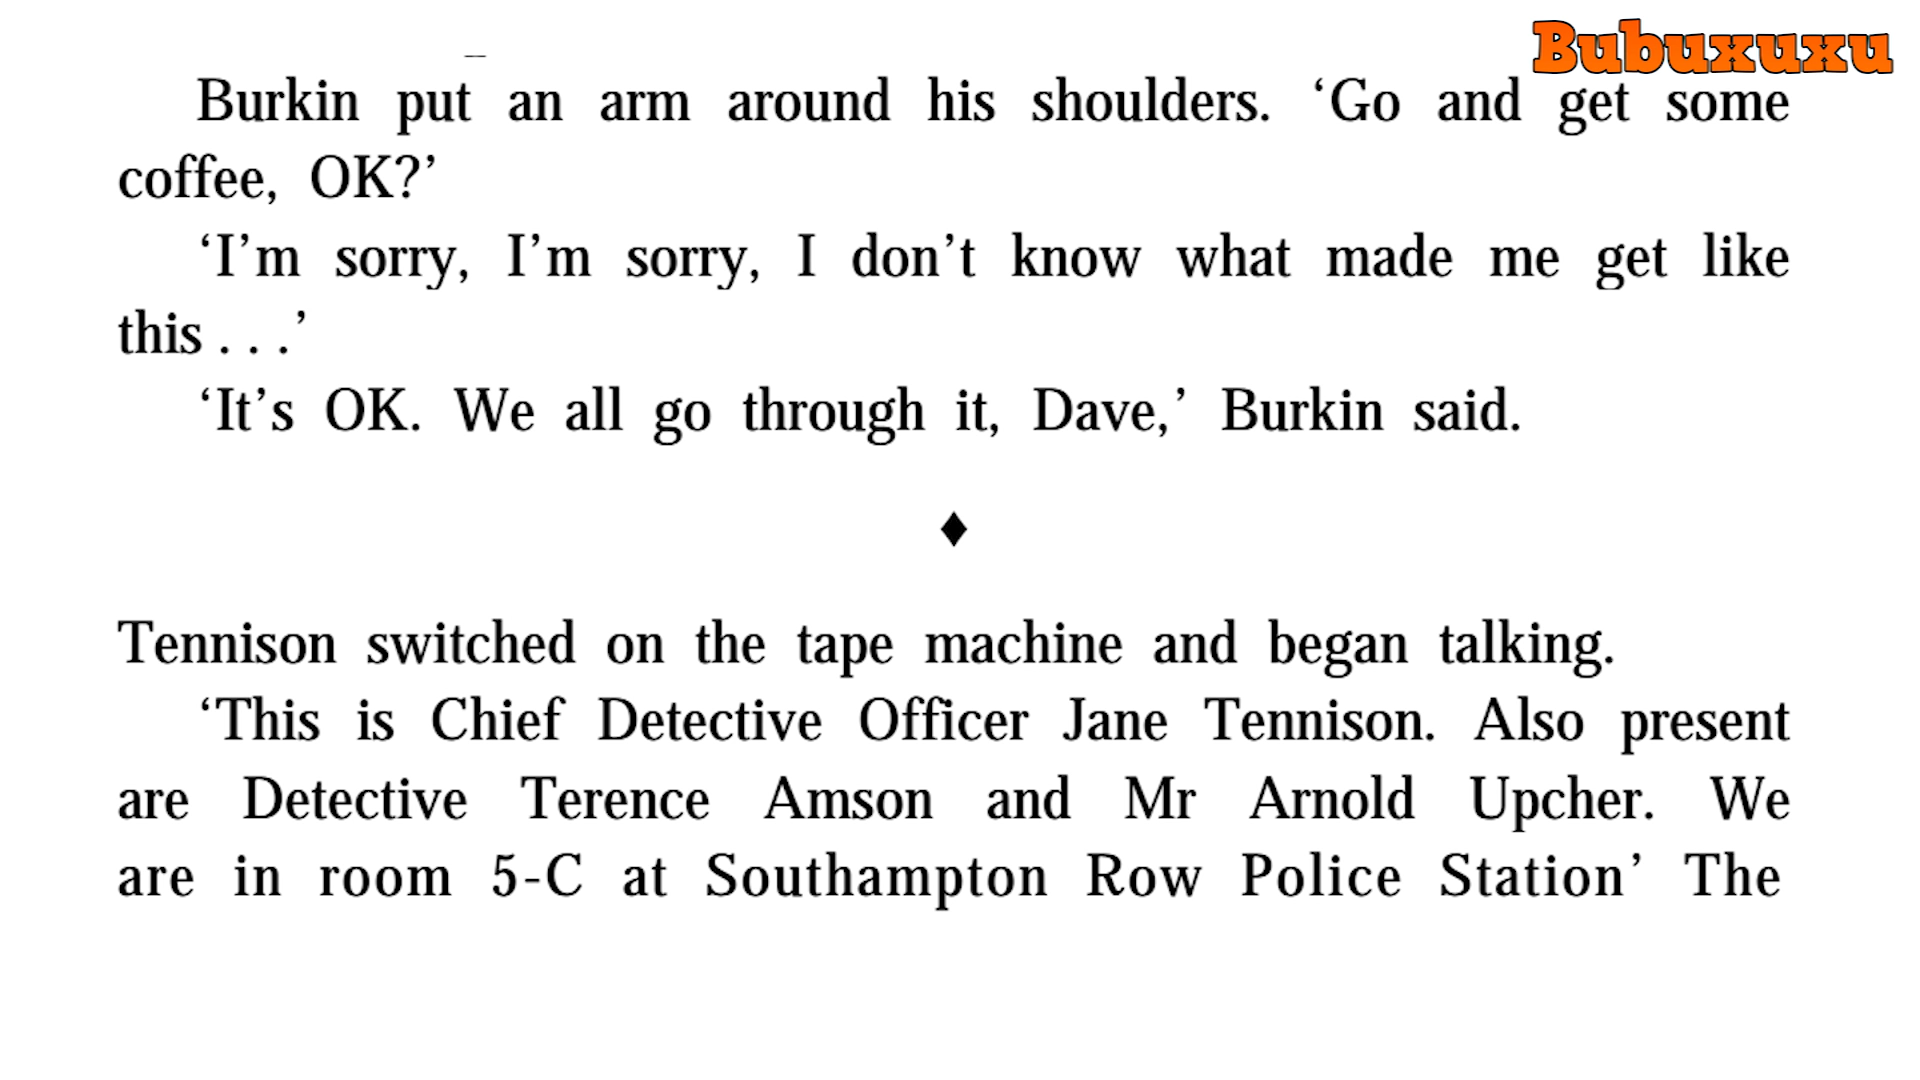 Bubuxuxu
Burkin put an arm around his shoulders. ‘Go and get some
coffee, OK?’
‘I’m sorry, I’m sorry, I don’t know what made me get like
this . . .’
‘It’s OK. We all go through it, Dave,’ Burkin said.
♦
Tennison switched on the tape machine and began talking.
‘This is Chief Detective Officer Jane Tennison. Also present
are Detective Terence Amson and Mr Arnold Upcher. We
are in room 5-C at Southampton Row Police Station’ The